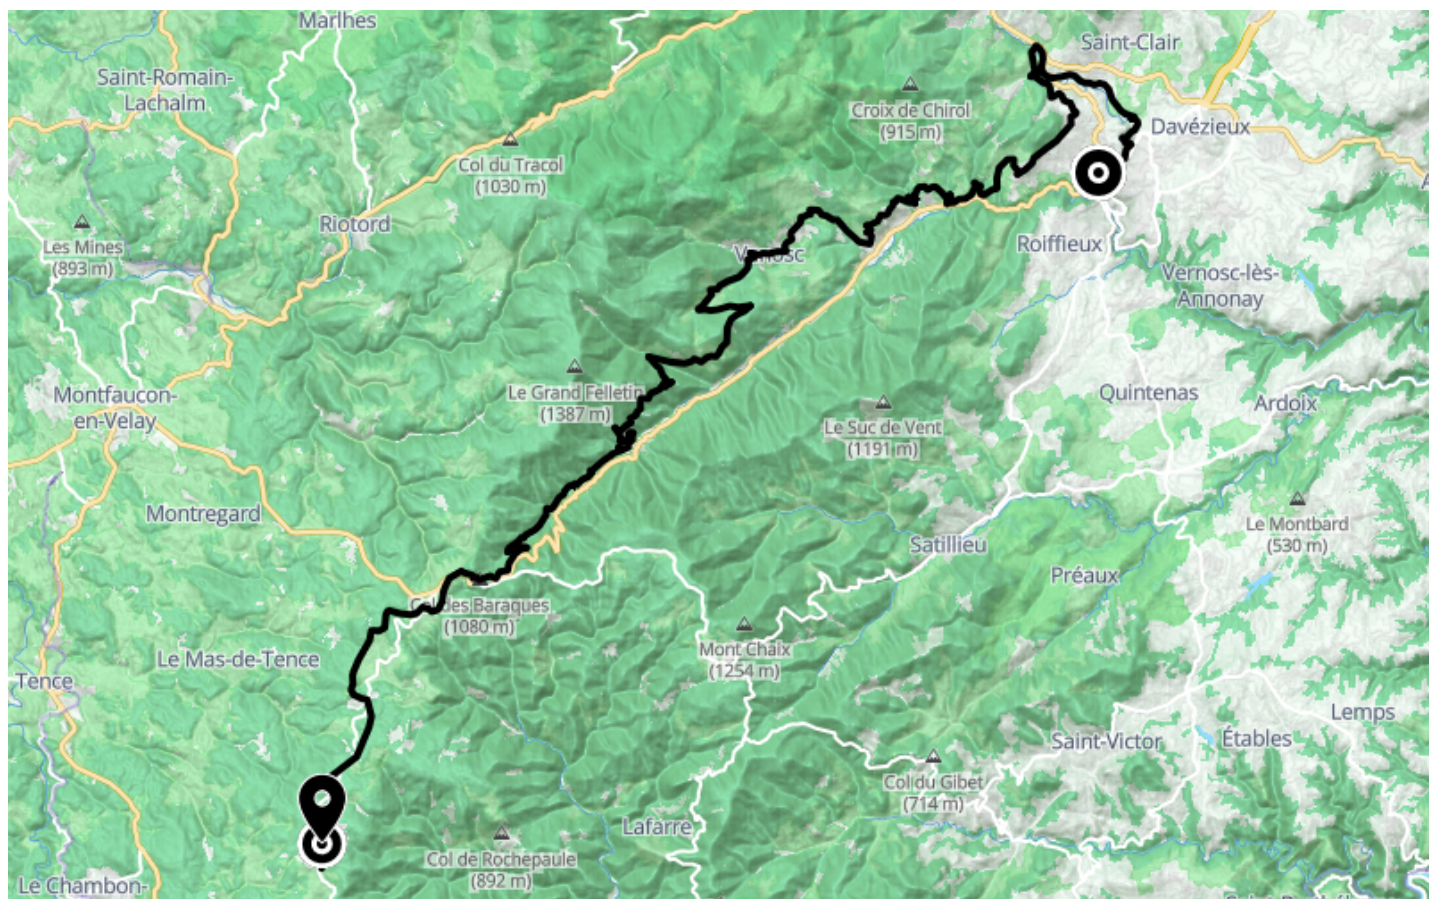 Marlhes
Saint-Clair
Saint-Romain-
Lachalm
Croix de Chirol
(915 m)
Davézieux
Col du Tracol
(1030 m)
Riotord
Les Mines
(893 m)
Roiffieux
Vernosc-lès-
Annonay
Le Grand Felletin
(1387 m)
Montfaucon-
en-Velay
Quintenas
Ardoix
Le Suc de Vent
(1191 m)
Montregard
Le Montbard
(530 m)
Satillieu
Préaux
Col des Baraques
(1080 m)
Mont Chaix
(1254 m)
Le Mas-de-Tence
Tence
Lemps
Saint-Victor
Étables
Col du Gibet
(714 m)
Lafarre
Col de Rochepaule
(892 m)
Le Chambon-